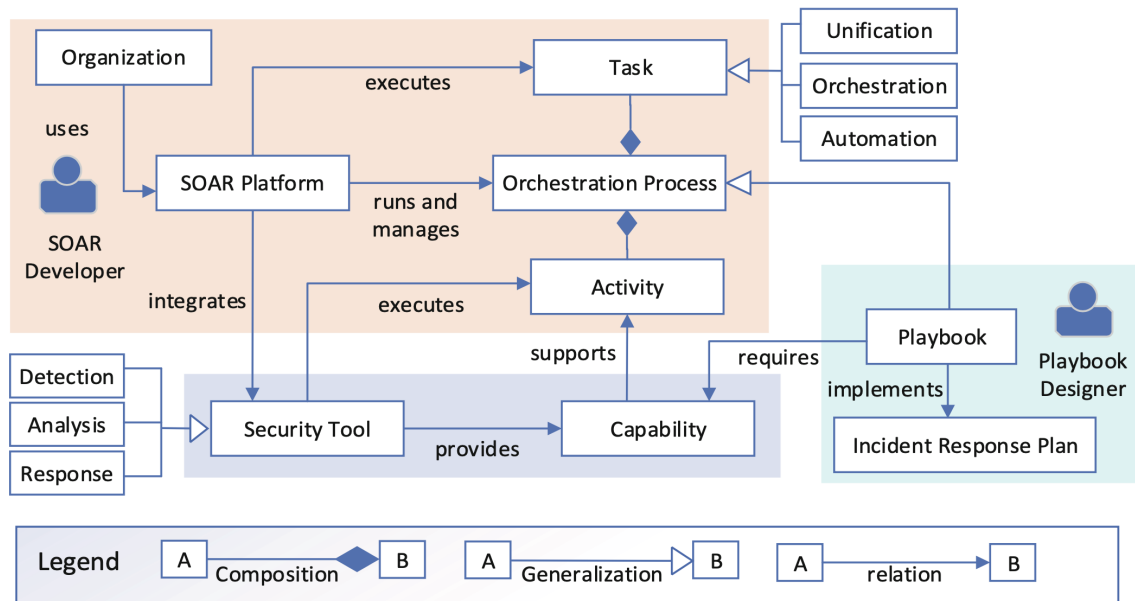 Organization
uses
SOAR
Developer
SOAR Platform
executes
Task
Unification
Orchestration
Automation
runs and
manages
Orchestration Process
integrates
executes
Activity
supports
requires
Playbook
implements
Playbook
Designer
Incident Response Plan
Detection
Analysis
Response
Security Tool
provides
Capability
Legend
A
Composition
B
A
Generalization
B
A
relation
B